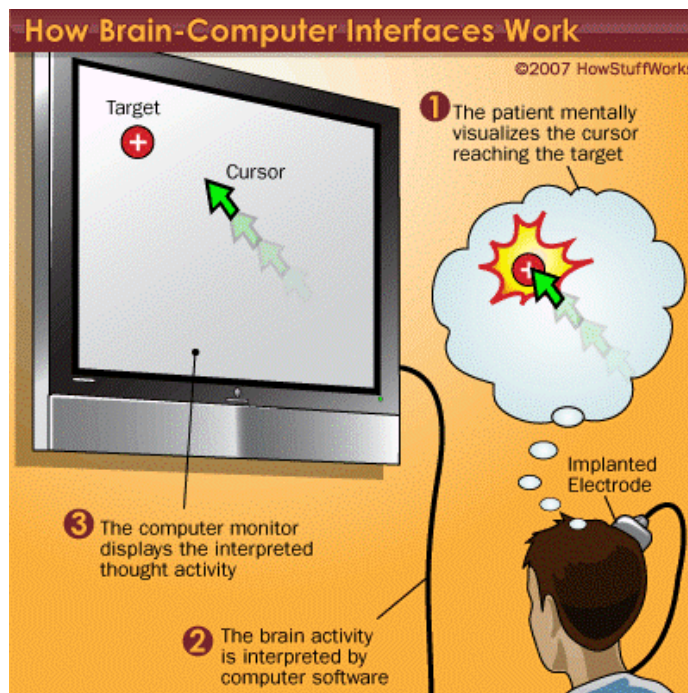 How Brain-Computer Interfaces Work
©2007 HowStuffWorks
Target
Cursor
1 The patient mentally
visualizes the cursor
reaching the target
Implanted
Electrode
3 The computer monitor
displays the interpreted
thought activity
2 The brain activity
is interpreted by
computer software